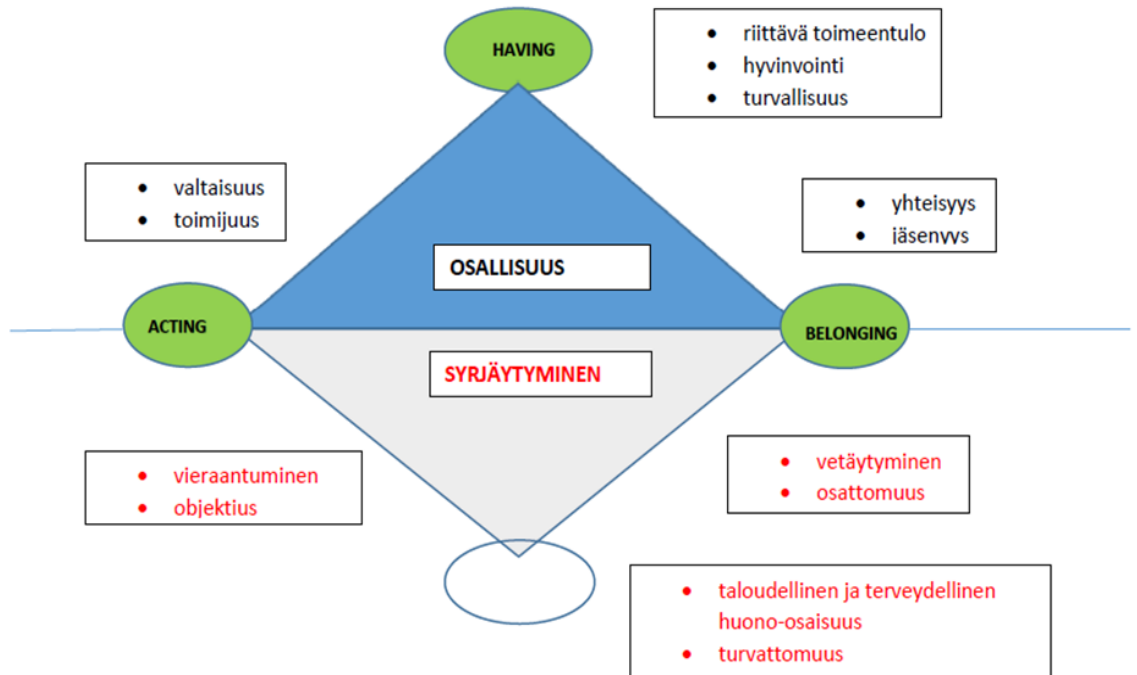 HAVING
• riittävä toimeentulo
• hyvinvointi
• turvallisuus
• valtaisuus
• toimijuus
• yhteisyys
• jäsenyys
OSALLISUUS
ACTING
BELONGING
SYRJÄYTYMINEN
• vieraantuminen
• objektius
• vetäytyminen
• osattomuus
• taloudellinen ja terveydellinen
huono-osaisuus
• turvattomuus